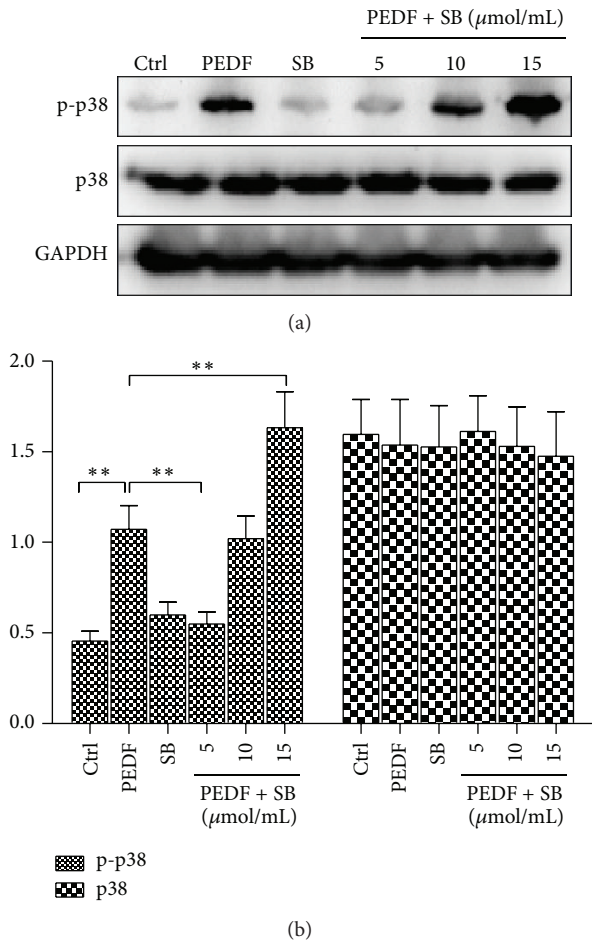 PEDF + SB (μmol/mL)
Ctrl PEDF SB 5 10 15
p-p38
p38
GAPDH
(a)
2.0
** 
1.5
** **
1.0
0.5
0.0
Ctrl PEDF SB 5 10 15 Ctrl PEDF SB 5 10 15
PEDF + SB PEDF + SB
(μmol/mL) (μmol/mL)
p-p38
p38
(b)